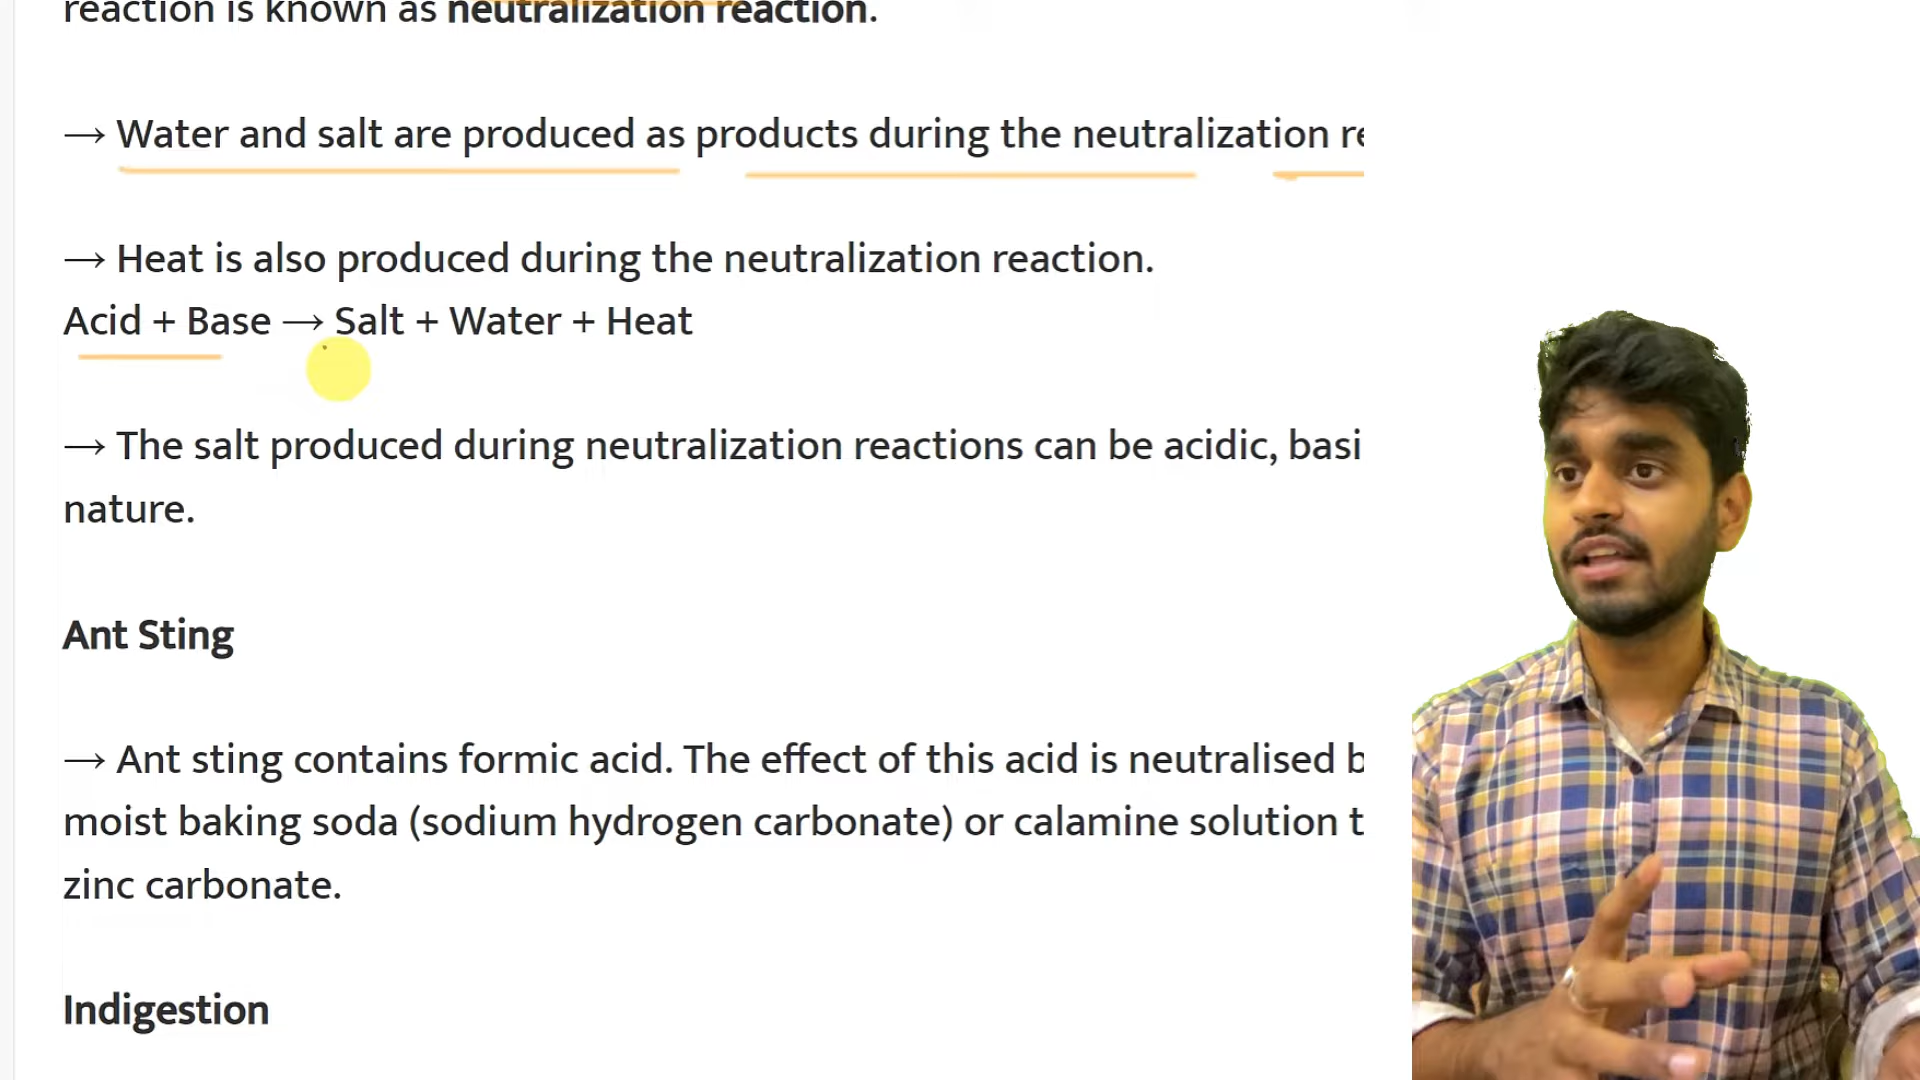 reaction is known as neutralization reaction.
→ Water and salt are produced as products during the neutralization re
→ Heat is also produced during the neutralization reaction.
Acid + Base → Salt + Water + Heat
→ The salt produced during neutralization reactions can be acidic, basi
nature.
Ant Sting
→ Ant sting contains formic acid. The effect of this acid is neutralised b
moist baking soda (sodium hydrogen carbonate) or calamine solution t
zinc carbonate.
Indigestion